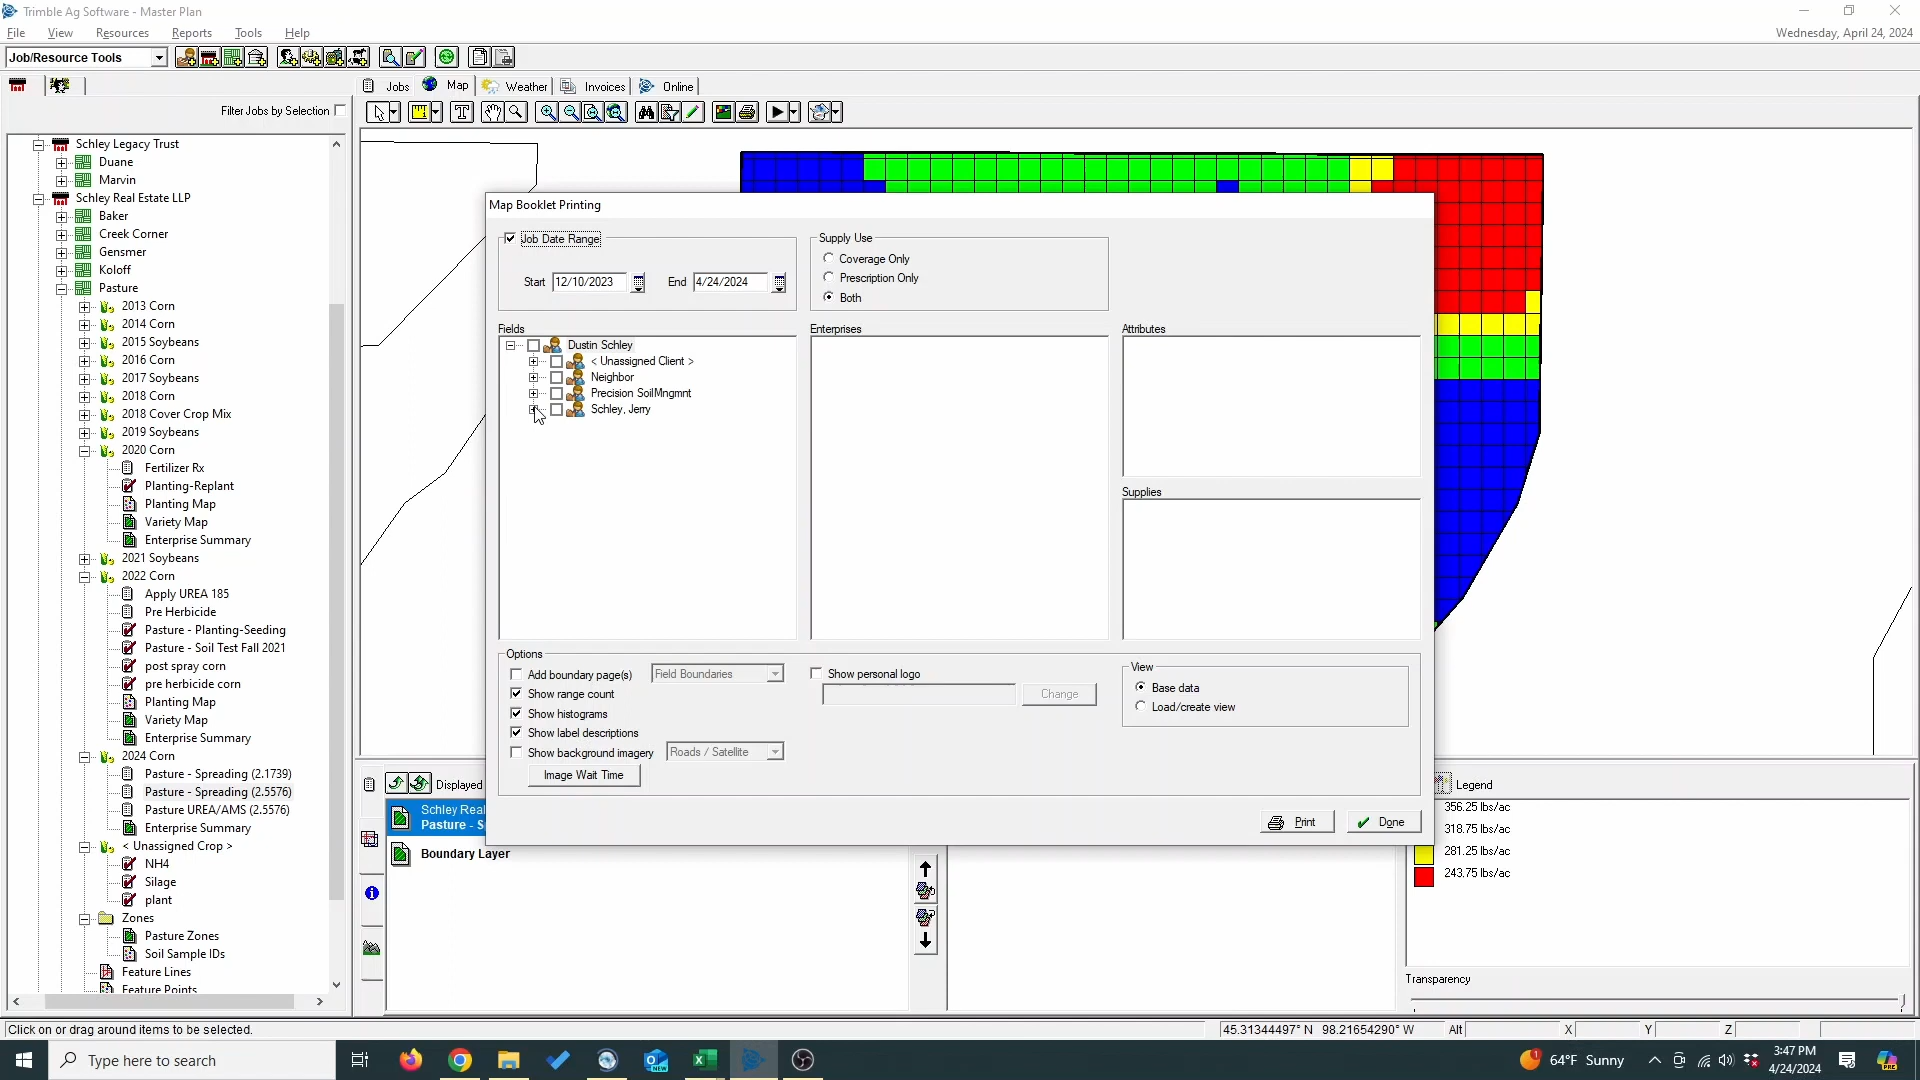 Trimble Ag Software - Master Plan
File View Resources Reports Tools Help
Wednesday, April 24, 2024
Job/Resource Tools
Jobs Map Weather Invoices Online
Filter Jobs by Selection
T
Schley Legacy Trust
Duane
Marvin
Schley Real Estate LLP
Baker
Creek Corner
Gensmer
Koloff
Pasture
2013 Corn
2014 Corn
2015 Soybeans
2016 Corn
2017 Soybeans
2018 Corn
2018 Cover Crop Mix
2019 Soybeans
2020 Corn
Fertilizer Rx
Planting-Replant
Planting Map
Variety Map
Enterprise Summary
2021 Soybeans
2022 Corn
Apply UREA 185
Pre Herbicide
Pasture - Planting-Seeding
Pasture - Soil Test Fall 2021
post spray corn
pre herbicide corn
Planting Map
Variety Map
Enterprise Summary
2024 Corn
Pasture - Spreading (2.1739)
Pasture - Spreading (2.5576)
Pasture UREA/AMS (2.5576)
Enterprise Summary
< Unassigned Crop >
NH4
Silage
plant
Zones
Pasture Zones
Soil Sample IDs
Feature Lines
Feature Points
Map Booklet Printing
Job Date Range
Start 12/10/2023 End 4/24/2024
Supply Use
Coverage Only
Prescription Only
Both
Fields
Dustin Schley
< Unassigned Client >
Neighbor
Precision SoilMngmnt
Schley, Jerry
Enterprises
Attributes
Supplies
Options
Add boundary page(s) Field Boundaries
Show range count
Show histograms
Show label descriptions
Show background imagery Roads / Satellite
Image Wait Time
Show personal logo
Change
View
Base data
Load/create view
Print Done
Displayed
Schley Real
Pasture - S
Boundary Layer
Legend
356.25 lbs/ac
318.75 lbs/ac
281.25 lbs/ac
243.75 lbs/ac
Transparency
Click on or drag around items to be selected.
45.31344497° N 98.21654290° W Alt X Y Z
Type here to search
NEW
64°F Sunny
3:47 PM
4/24/2024
PRE